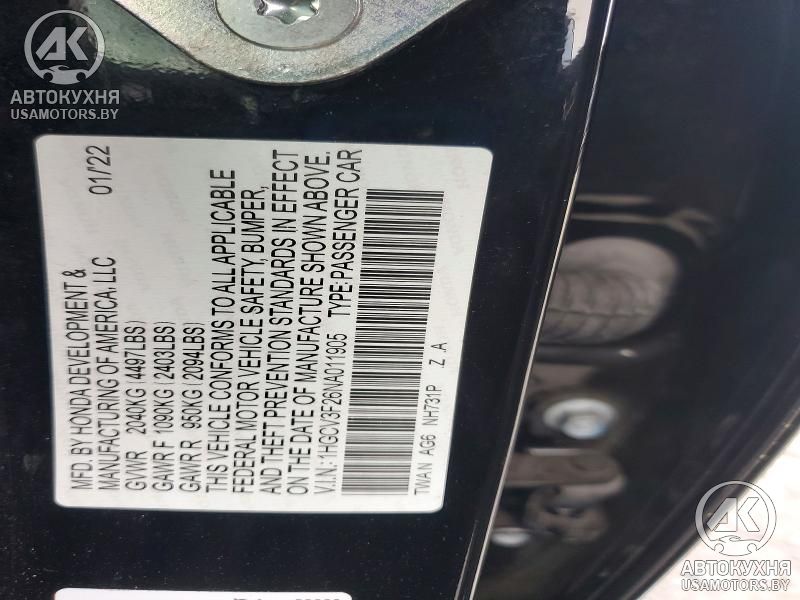 AK
АВТОКУХНЯ
USAMOTORS.BY
MFD. BY HONDA DEVELOPMENT &
MANUFACTURING OF AMERICA, LLC 01/22
GVWR 2040KG(4497LBS)
GAWR F 1090KG(2403LBS)
GAWR R 950KG(2094LBS)
THIS VEHICLE CONFORMS TO ALL APPLICABLE
FEDERAL MOTOR VEHICLE SAFETY, BUMPER,
AND THEFT PREVENTION STANDARDS IN EFFECT
ON THE DATE OF MANUFACTURE SHOWN ABOVE.
V.I.N.: 1HGCV3F26NA011905 TYPE:PASSENGER CAR
TWAN AG6 NH731P Z .A
AK
АВТОКУХНЯ
USAMOTORS.BY